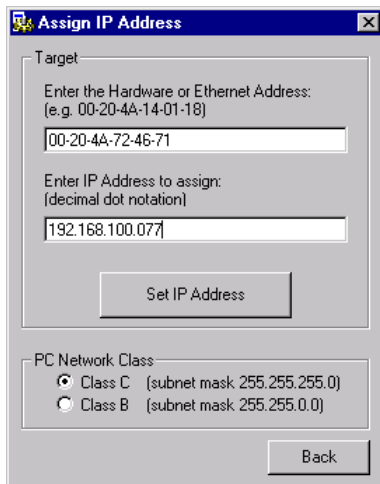 Assign IP Address
Target
Enter the Hardware or Ethernet Address:
(e.g. 00-20-4A-14-01-18)
00-20-4A-72-46-71
Enter IP Address to assign:
(decimal dot notation)
192.168.100.077
Set IP Address
PC Network Class
Class C (subnet mask 255.255.255.0)
Class B (subnet mask 255.255.0.0)
Back